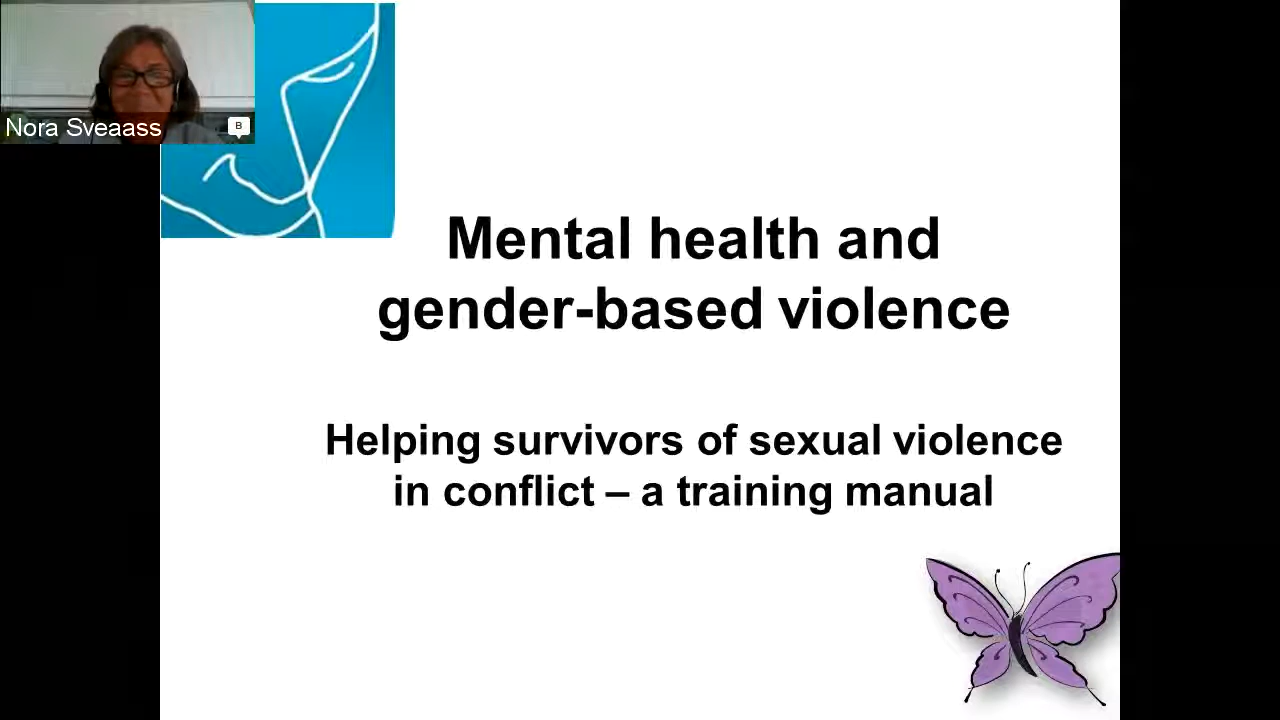 Nora Sveaass
B
Mental health and
gender-based violence
Helping survivors of sexual violence
in conflict – a training manual